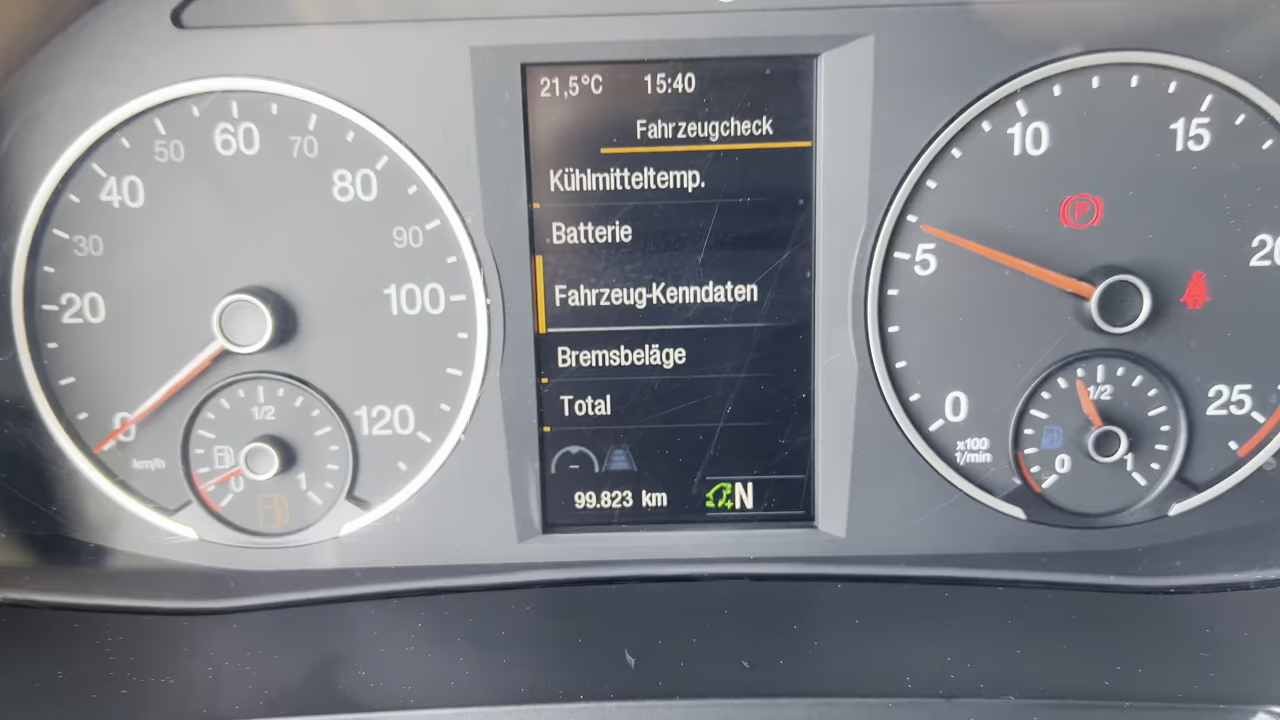 21,5°C 15:40
Fahrzeugcheck
Kühlmitteltemp.
Batterie
Fahrzeug-Kenndaten
Bremsbeläge
Total
99.823 km N
0 20 30 40 50 60 70 80 90 100 120
km/h
0 1/2 1
0 5 10 15 20 25
x100
1/min
P
0 1/2 1